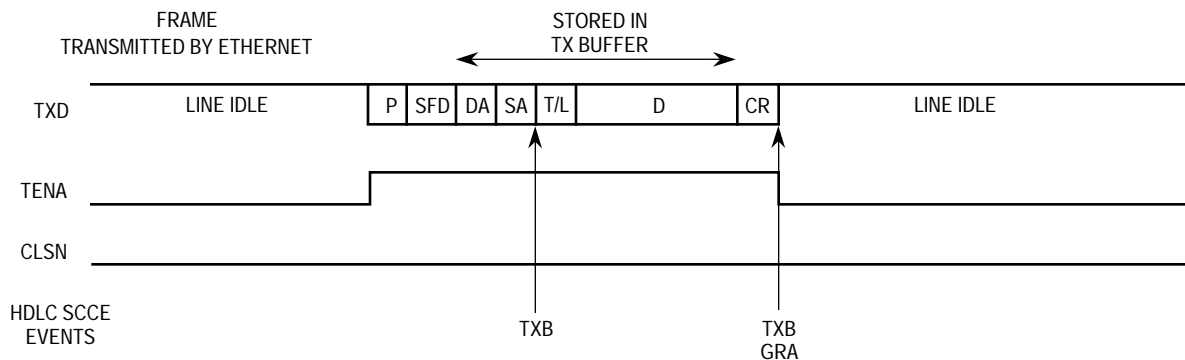 FRAME
TRANSMITTED BY ETHERNET
STORED IN
TX BUFFER
TXD
LINE IDLE
P
SFD
DA
SA
T/L
D
CR
LINE IDLE
TENA
CLSN
HDLC SCCE
EVENTS
TXB
TXB
GRA